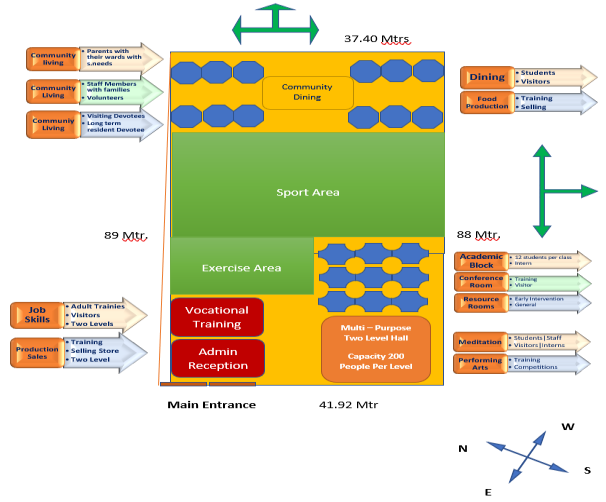 37.40 Mtrs
Community
living
• Parents with
their wards with
s.needs
Community
Living
• Staff Members
with families
• Volunteers
Community
Living
• Visiting Devotees
• Long term
resident Devotee
Community
Dining
Dining
• Students
• Visitors
Food
Production
• Training
• Selling
Sport Area
89 Mtr.
88 Mtr.
Exercise Area
Academic
Block
• 12 students per class
• Intern
Conference
Room
• Training
• Visitor
Resource
Rooms
• Early Intervention
• General
Job
Skills
• Adult Trainies
• Visitors
• Two Levels
Production
Sales
• Training
• Selling Store
• Two Level
Vocational
Training
Admin
Reception
Multi – Purpose
Two Level Hall
Capacity 200
People Per Level
Meditation
• Students|Staff
• Visitors|Interns
Performing
Arts
• Training
• Competitions
Main Entrance
41.92 Mtr
W
N
S
E